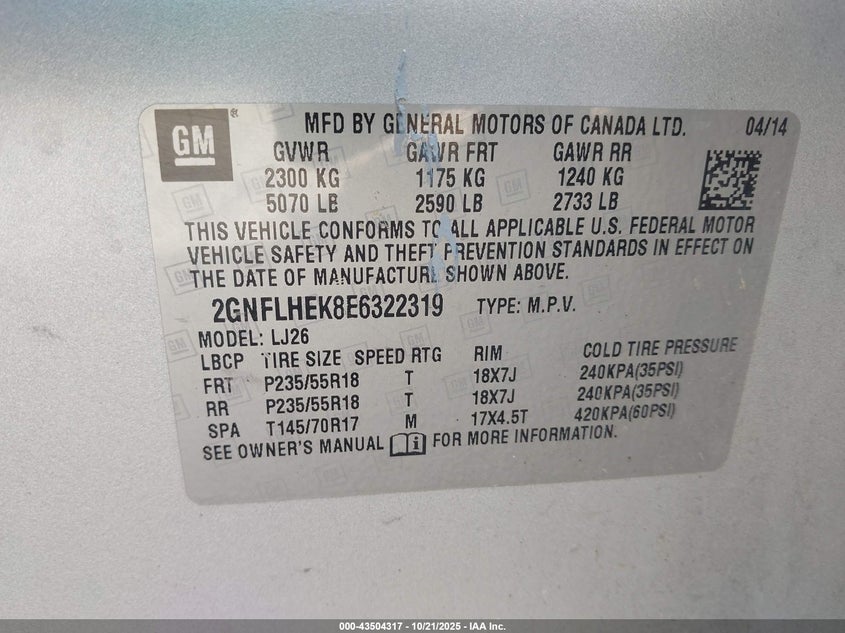 GM
MFD BY GENERAL MOTORS OF CANADA LTD. 04/14
GVWR GAWR FRT GAWR RR
2300 KG 1175 KG 1240 KG
5070 LB 2590 LB 2733 LB
THIS VEHICLE CONFORMS TO ALL APPLICABLE U.S. FEDERAL MOTOR
VEHICLE SAFETY AND THEFT PREVENTION STANDARDS IN EFFECT ON
THE DATE OF MANUFACTURE SHOWN ABOVE.
2GNFLHEK8E6322319 TYPE: M.P.V.
MODEL: LJ26
LBCP TIRE SIZE SPEED RTG RIM COLD TIRE PRESSURE
FRT P235/55R18 T 18X7J 240KPA(35PSI)
RR P235/55R18 T 18X7J 240KPA(35PSI)
SPA T145/70R17 M 17X4.5T 420KPA(60PSI)
SEE OWNER'S MANUAL i FOR MORE INFORMATION.
000-43504317 - 10/21/2025 - IAA Inc.